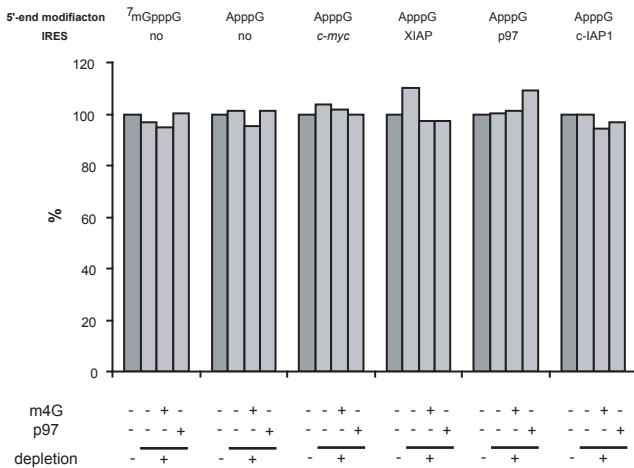 5'-end modifiacton 7mGpppG ApppG ApppG ApppG ApppG ApppG
IRES no no c-myc XIAP p97 c-IAP1
120
100
80
60
40
20
0
%
m4G - - + - - - + - - - + - - - + - - - + - - - + -
p97 - - - + - - - + - - - + - - - + - - - + - - - +
depletion - + - + - + - + - + - +